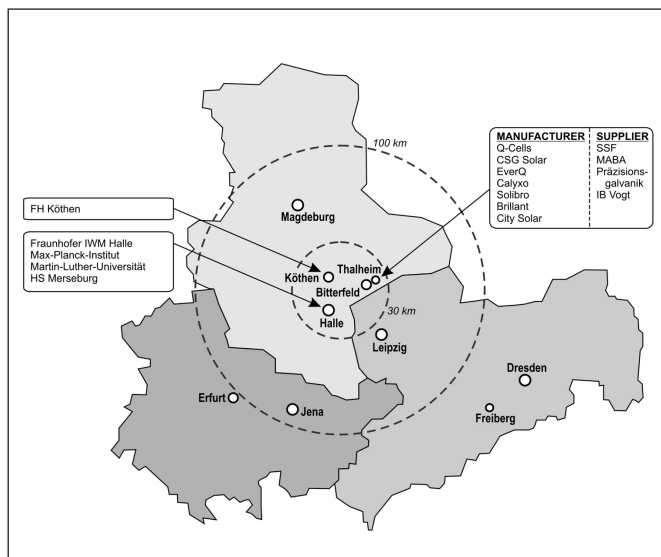 100 km
MANUFACTURER
Q-Cells
CSG Solar
EverQ
Calyxo
Solibro
Brillant
City Solar
SUPPLIER
SSF
MABA
Präzisions-
galvanik
IB Vogt
FH Köthen
Magdeburg
Fraunhofer IWM Halle
Max-Planck-Institut
Martin-Luther-Universität
HS Merseburg
Köthen
Thalheim
Bitterfeld
30 km
Halle
Leipzig
Dresden
Erfurt
Jena
Freiberg